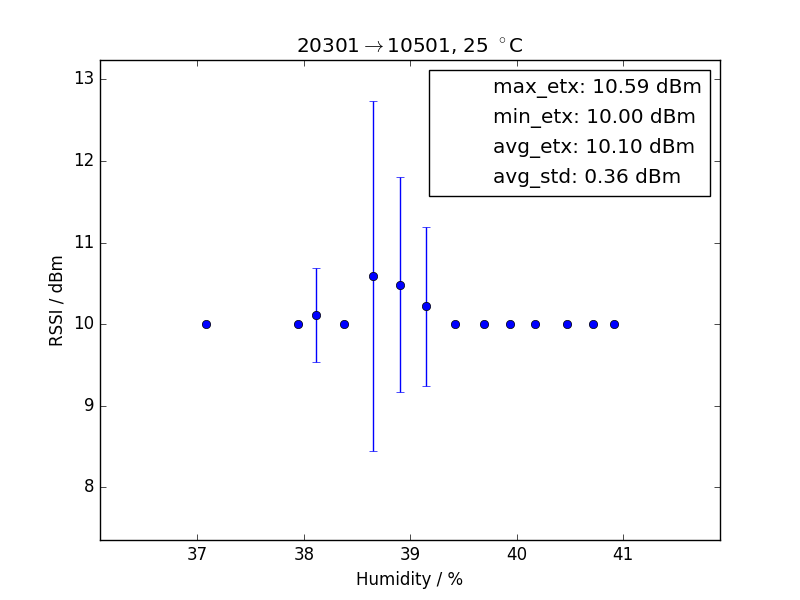 20301→10501, 25 °C
max_etx: 10.59 dBm
min_etx: 10.00 dBm
avg_etx: 10.10 dBm
avg_std: 0.36 dBm
RSSI / dBm
13
12
11
10
9
8
37 38 39 40 41
Humidity / %